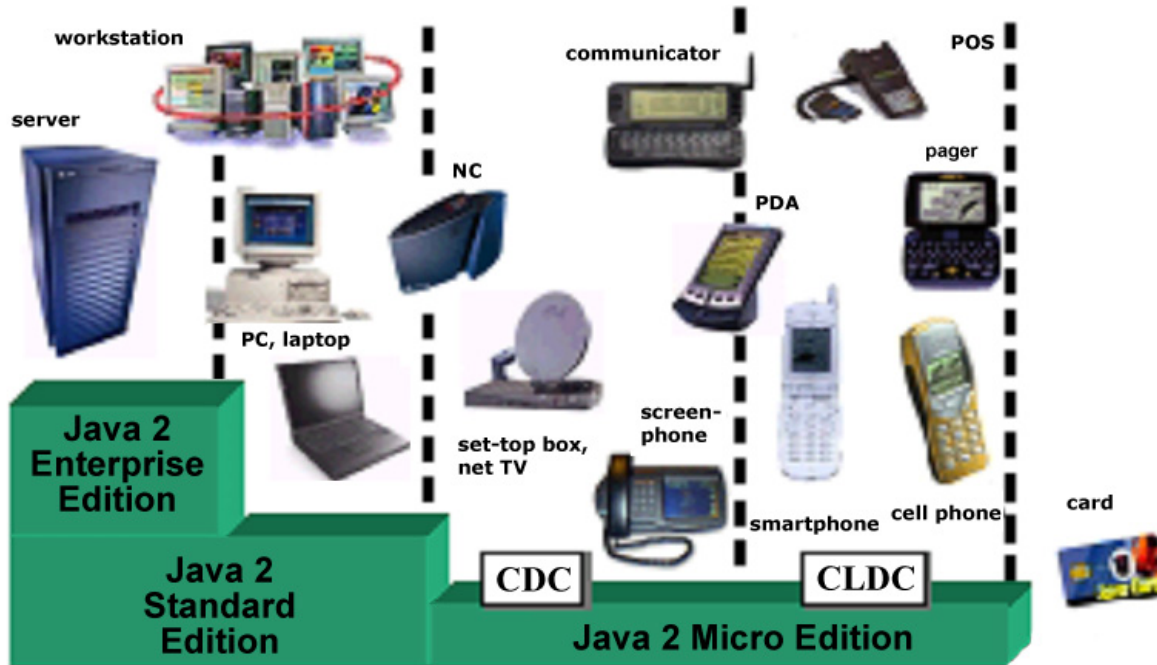 workstation
communicator
POS
server
NC
pager
PDA
PC, laptop
screen-
phone
set-top box,
net TV
smartphone
cell phone
card
Java 2
Enterprise
Edition
Java 2
Standard
Edition
CDC
CLDC
Java 2 Micro Edition